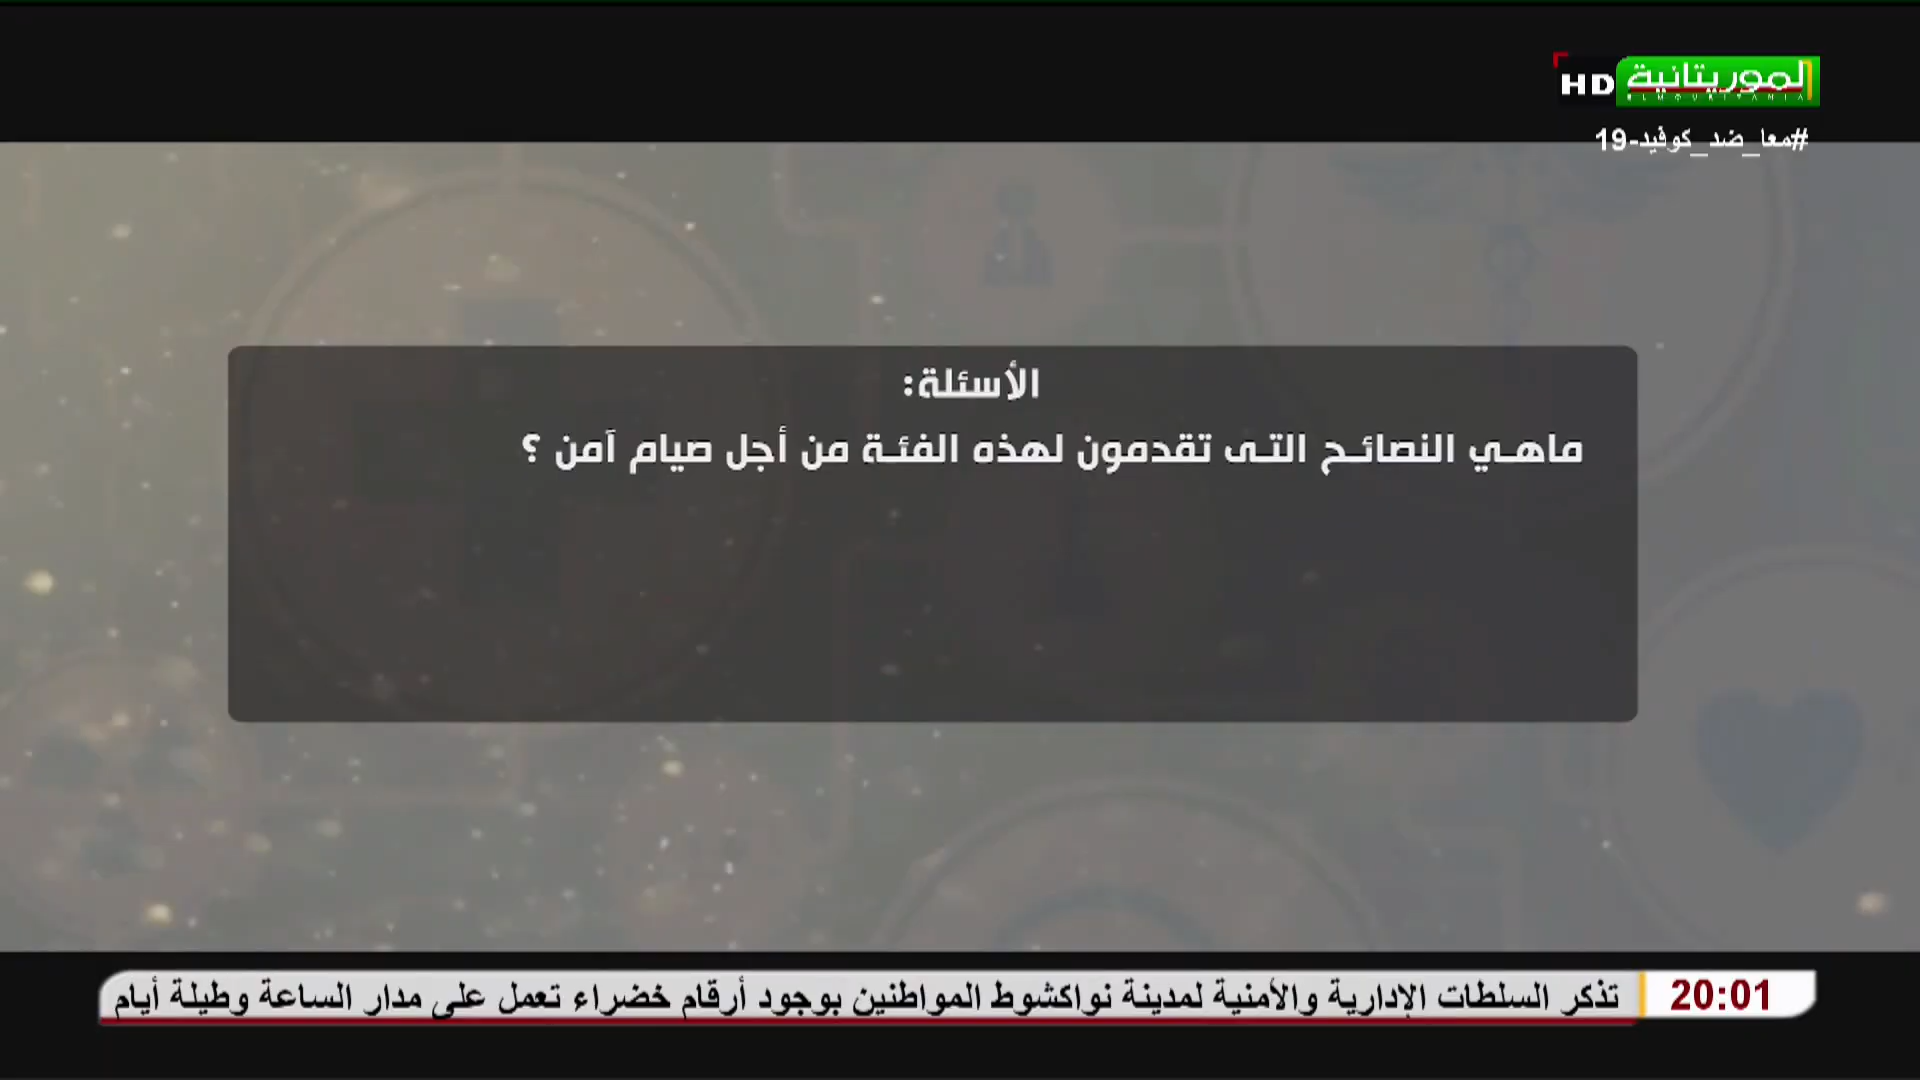 الموريتانية HD
ELMOURITANIA
#معا_ضد_كوفيد-19
الأسئلة:
ماهي النصائح التى تقدمون لهذه الفئة من أجل صيام آمن ؟
20:01 تذكر السلطات الإدارية والأمنية لمدينة نواكشوط المواطنين بوجود أرقام خضراء تعمل على مدار الساعة وطيلة أيام